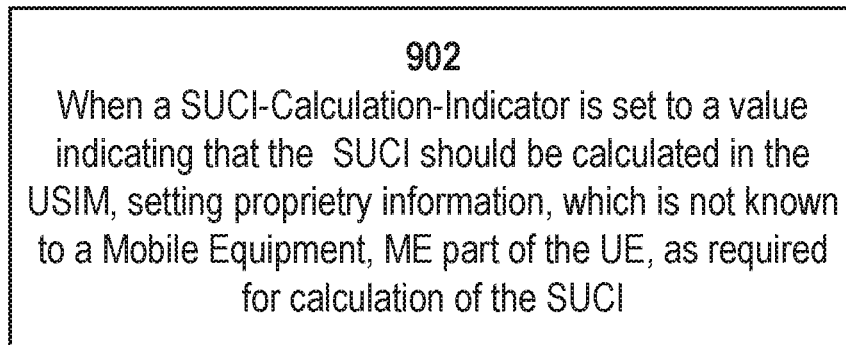 902
When a SUCI-Calculation-Indicator is set to a value
indicating that the SUCI should be calculated in the
USIM, setting proprietry information, which is not known
to a Mobile Equipment, ME part of the UE, as required
for calculation of the SUCI